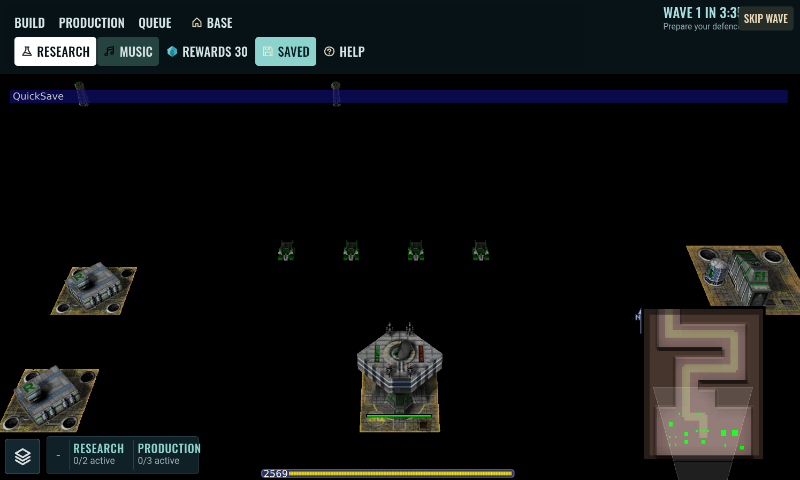 BUILD PRODUCTION QUEUE BASE
WAVE 1 IN 3:3
Prepare your defenc
SKIP WAVE
RESEARCH MUSIC REWARDS 30 SAVED HELP
QuickSave
- RESEARCH PRODUCTION
0/2 active 0/3 active
2569
N